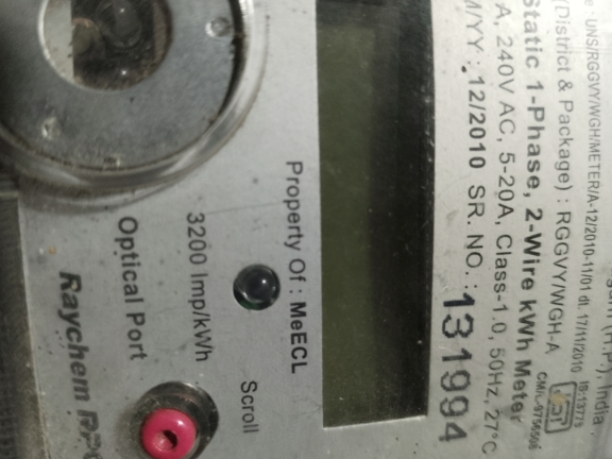 : UNS/RGGVY/WGH/METER/A-12/2010-11/01 dt. 17/11/2010
(District & Package) : RGGVY/WGH-A
Static 1-Phase, 2-Wire kWh Meter
A, 240V AC, 5-20A, Class-1.0, 50Hz, 27°C
M/YY : 12/2010 SR. NO. : 131994
Property Of : MeECL
3200 Imp/kWh
Scroll
Optical Port
Raychem
India